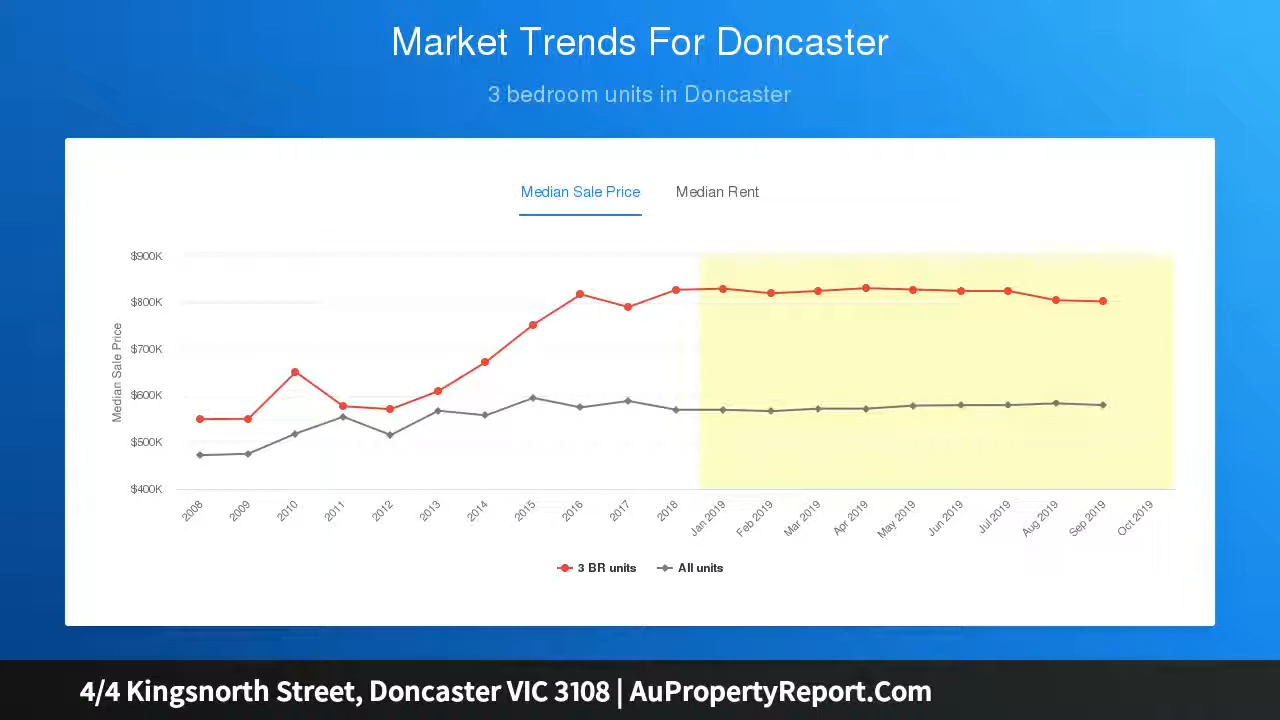 Market Trends For Doncaster
3 bedroom units in Doncaster
Median Sale Price Median Rent
$900K
$800K
$700K
$600K
$500K
$400K
Median Sale Price
2008 2009 2010 2011 2012 2013 2014 2015 2016 2017 2018 Jan 2019 Feb 2019 Mar 2019 Apr 2019 May 2019 Jun 2019 Jul 2019 Aug 2019 Sep 2019 Oct 2019
3 BR units All units
4/4 Kingsnorth Street, Doncaster VIC 3108 | AuPropertyReport.Com